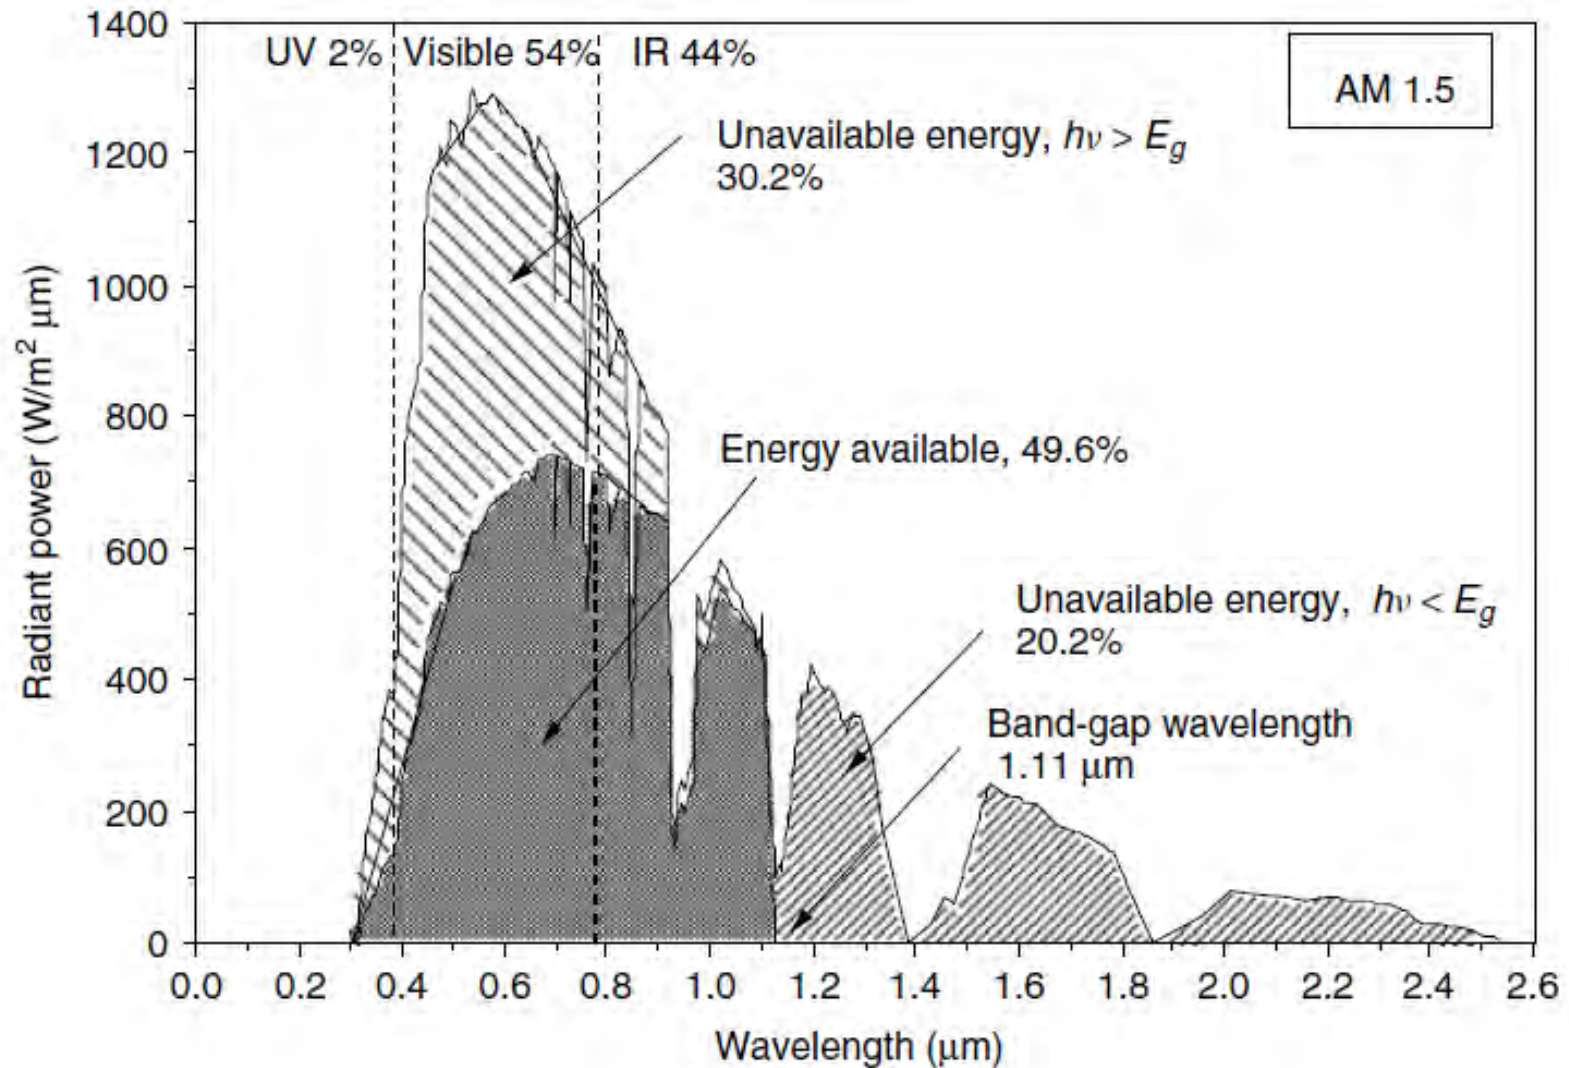 1400
UV 2%
Visible 54%
IR 44%
AM 1.5
Unavailable energy, hν > Eg
30.2%
1200
1000
800
Energy available, 49.6%
600
Unavailable energy, hν < Eg
20.2%
400
Band-gap wavelength
1.11 μm
200
0
Radiant power (W/m² μm)
0.0 0.2 0.4 0.6 0.8 1.0 1.2 1.4 1.6 1.8 2.0 2.2 2.4 2.6
Wavelength (μm)